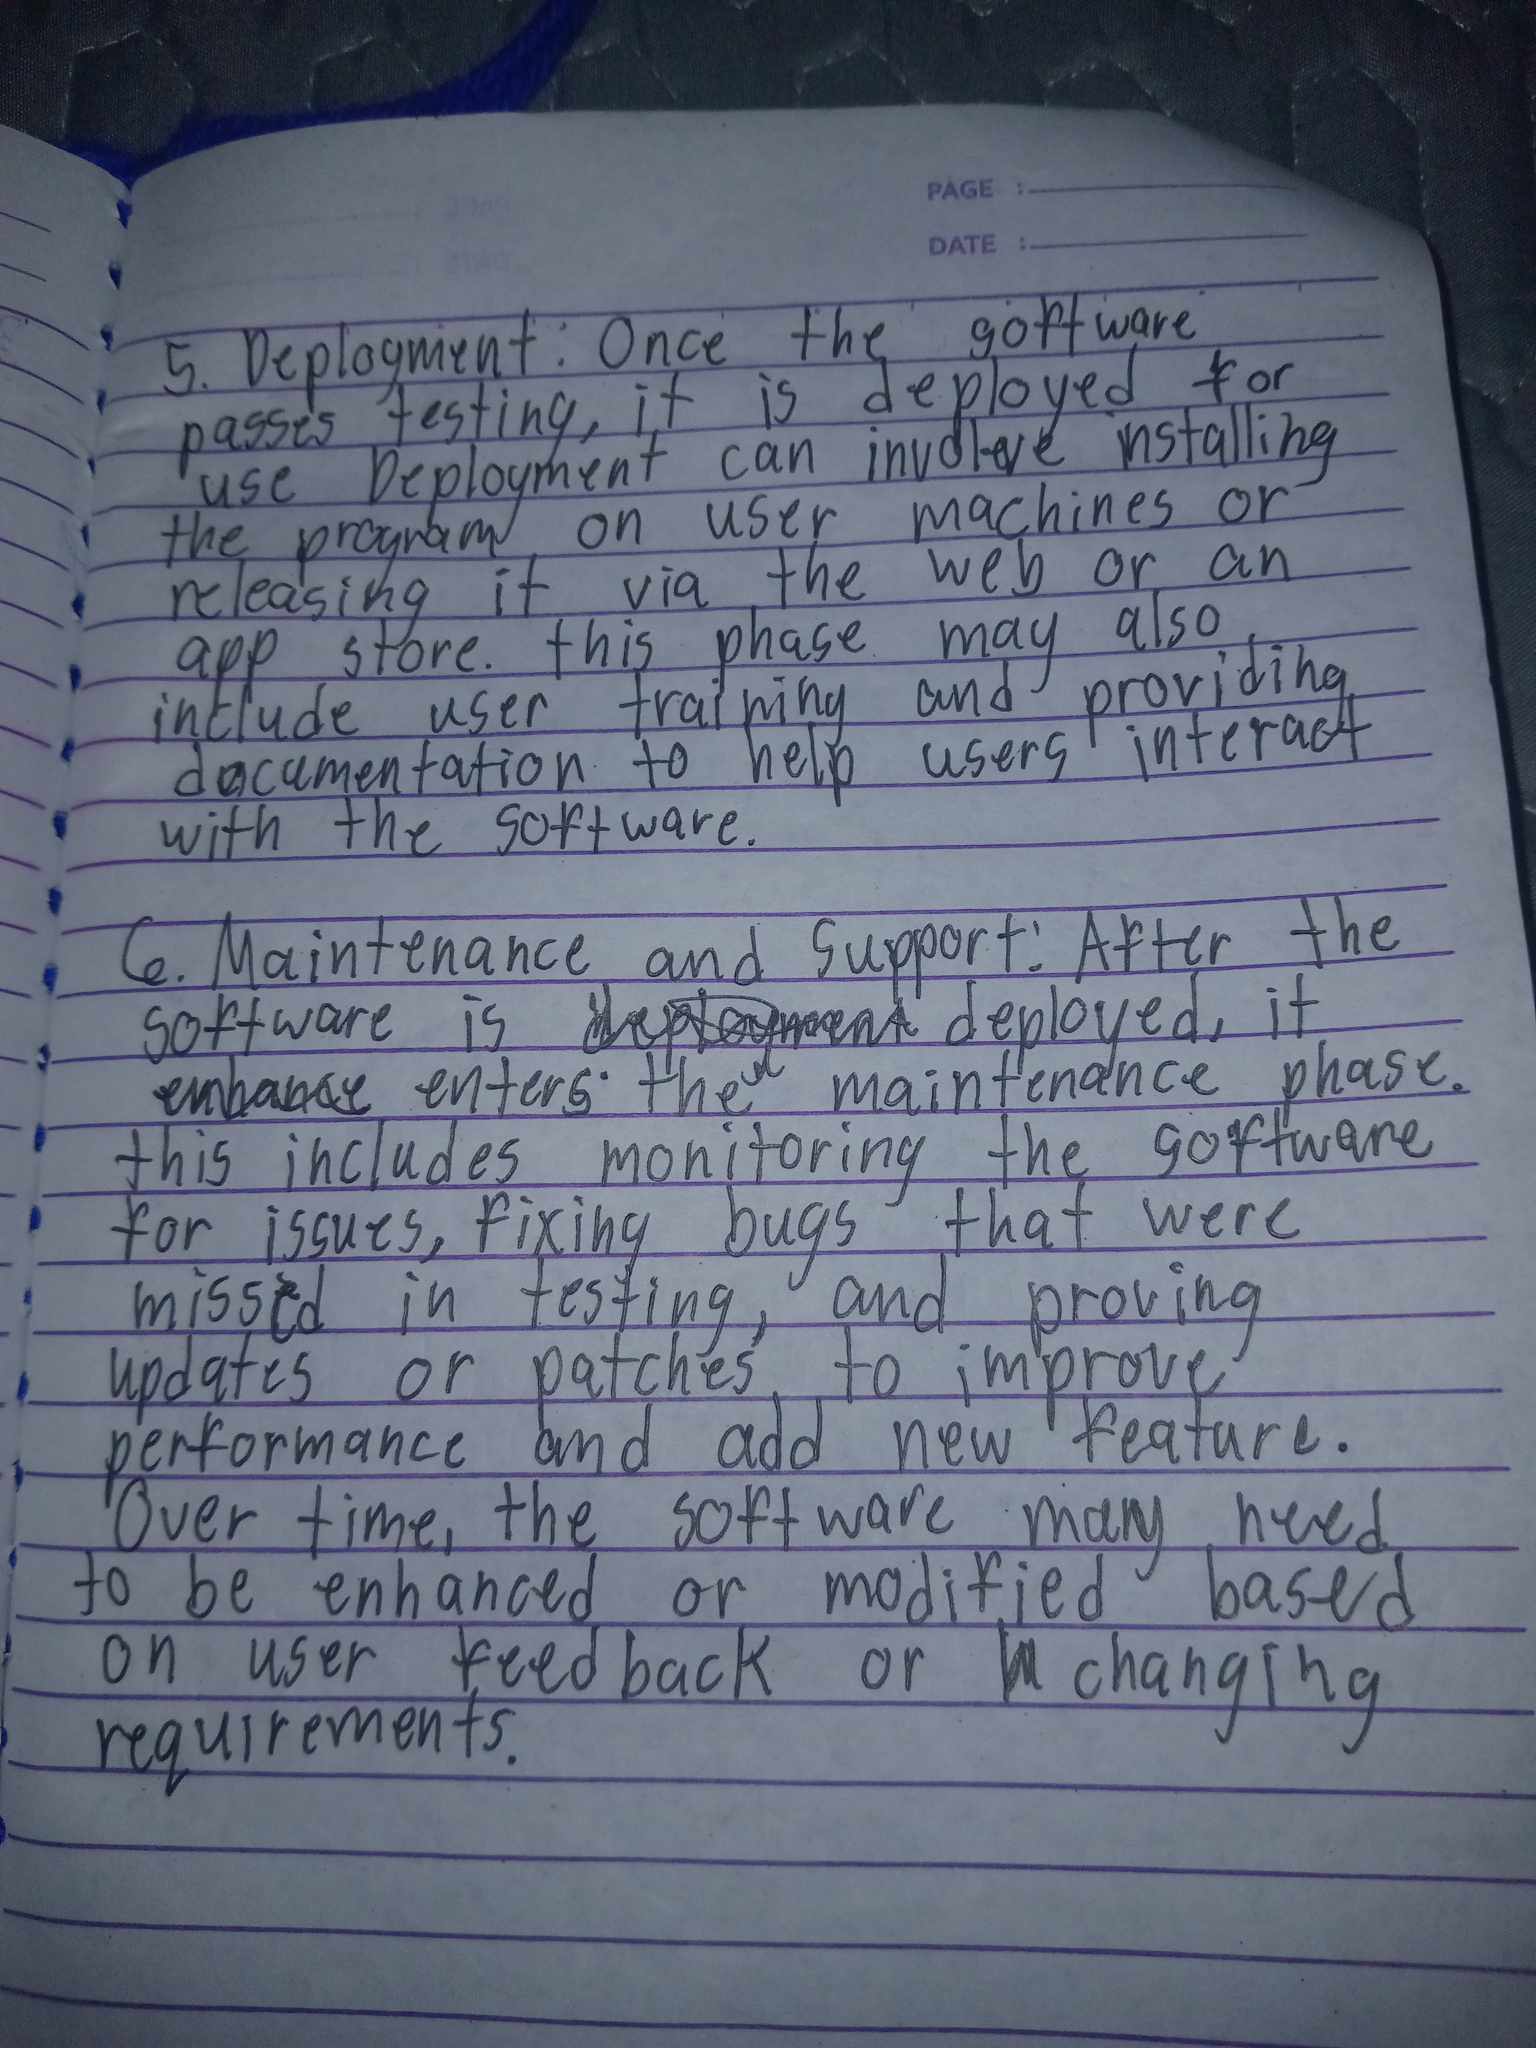 PAGE :
DATE :
5. Deployment: Once the software
passes testing, it is deployed for
use Deployment can involve installing
the program on user machines or
releasing it via the web or an
app store. this phase may also
include user training and providing
documentation to help users interact
with the software.
6. Maintenance and Support: After the
software is deployment deployed, it
enhance enters the maintenance phase.
this includes monitoring the software
for issues, fixing bugs that were
missed in testing, and proving
updates or patches to improve
performance and add new feature.
Over time, the software many need
to be enhanced or modified based
on user feedback or changing
requirements.